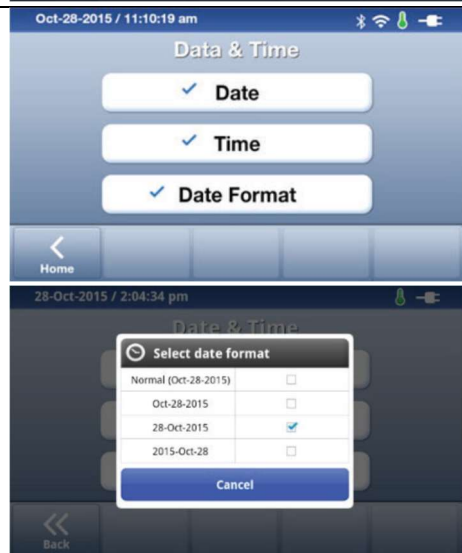 Oct-28-2015 / 11:10:19 am
Data & Time
Date
Time
Date Format
Home
28-Oct-2015 / 2:04:34 pm
Date & Time
Select date format
Normal (Oct-28-2015)
Oct-28-2015
28-Oct-2015
2015-Oct-28
Cancel
Back